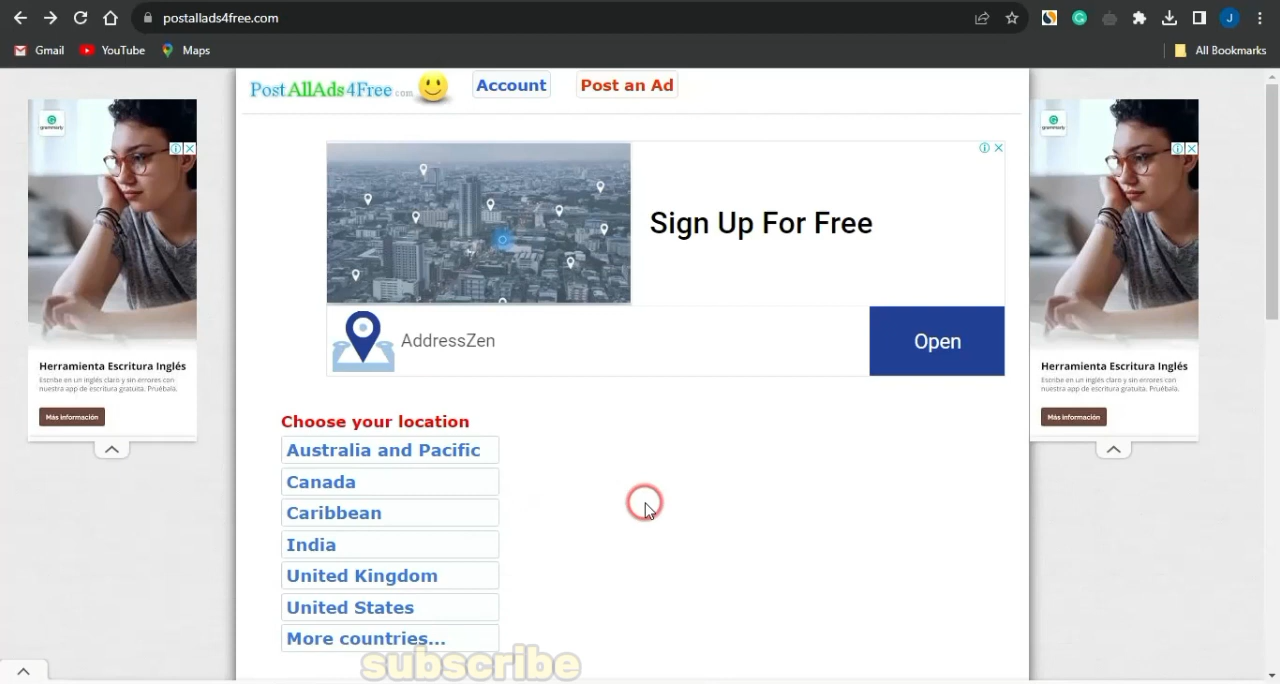 postallads4free.com
J
Gmail
YouTube
Maps
All Bookmarks
PostAllAds4Free.com
Account
Post an Ad
grammarly
Herramienta Escritura Inglés
Escribe en un inglés claro y sin errores con
nuestra app de escritura gratuita. Pruébala.
Más información
Sign Up For Free
AddressZen
Open
grammarly
Herramienta Escritura Inglés
Escribe en un inglés claro y sin errores con
nuestra app de escritura gratuita. Pruébala.
Más información
Choose your location
Australia and Pacific
Canada
Caribbean
India
United Kingdom
United States
More countries...
subscribe